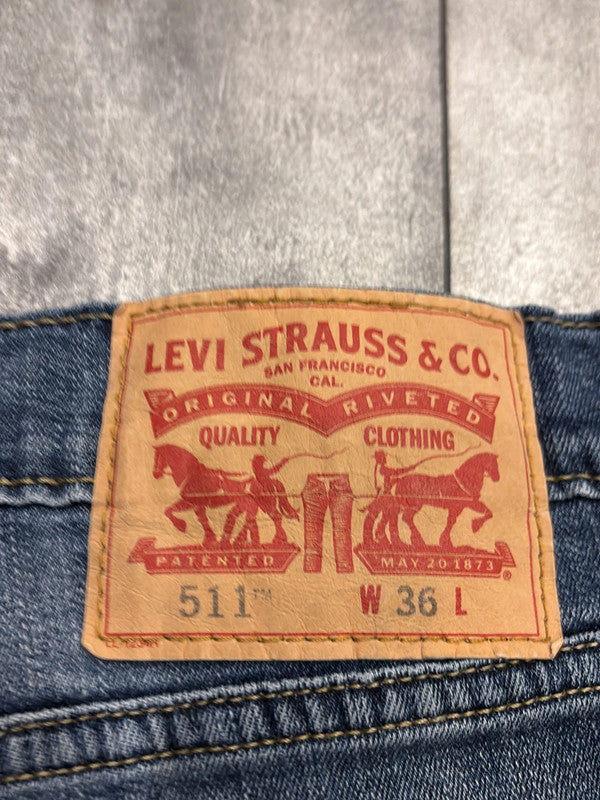 LEVI STRAUSS & CO.
SAN FRANCISCO
CAL.
ORIGINAL RIVETED
QUALITY CLOTHING
PATENTED MAY 20 1873 ®
511™ W 36 L